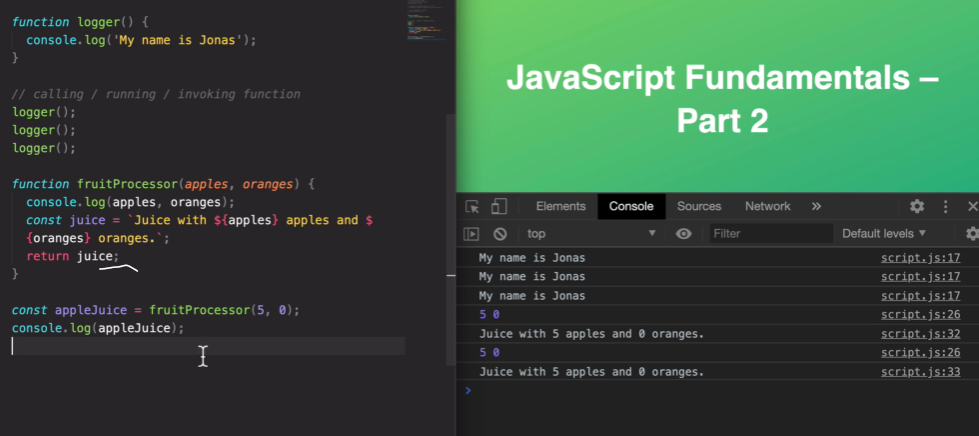 function logger() {
console.log('My name is Jonas');
}
// calling / running / invoking function
logger();
logger();
logger();
function fruitProcessor(apples, oranges) {
console.log(apples, oranges);
const juice = `Juice with ${apples} apples and $
{oranges} oranges.`;
return juice;
}
const appleJuice = fruitProcessor(5, 0);
console.log(appleJuice);
JavaScript Fundamentals –
Part 2
Elements Console Sources Network »
top Filter Default levels ▼
My name is Jonas script.js:17
My name is Jonas script.js:17
My name is Jonas script.js:17
5 0 script.js:26
Juice with 5 apples and 0 oranges. script.js:32
5 0 script.js:26
Juice with 5 apples and 0 oranges. script.js:33
>